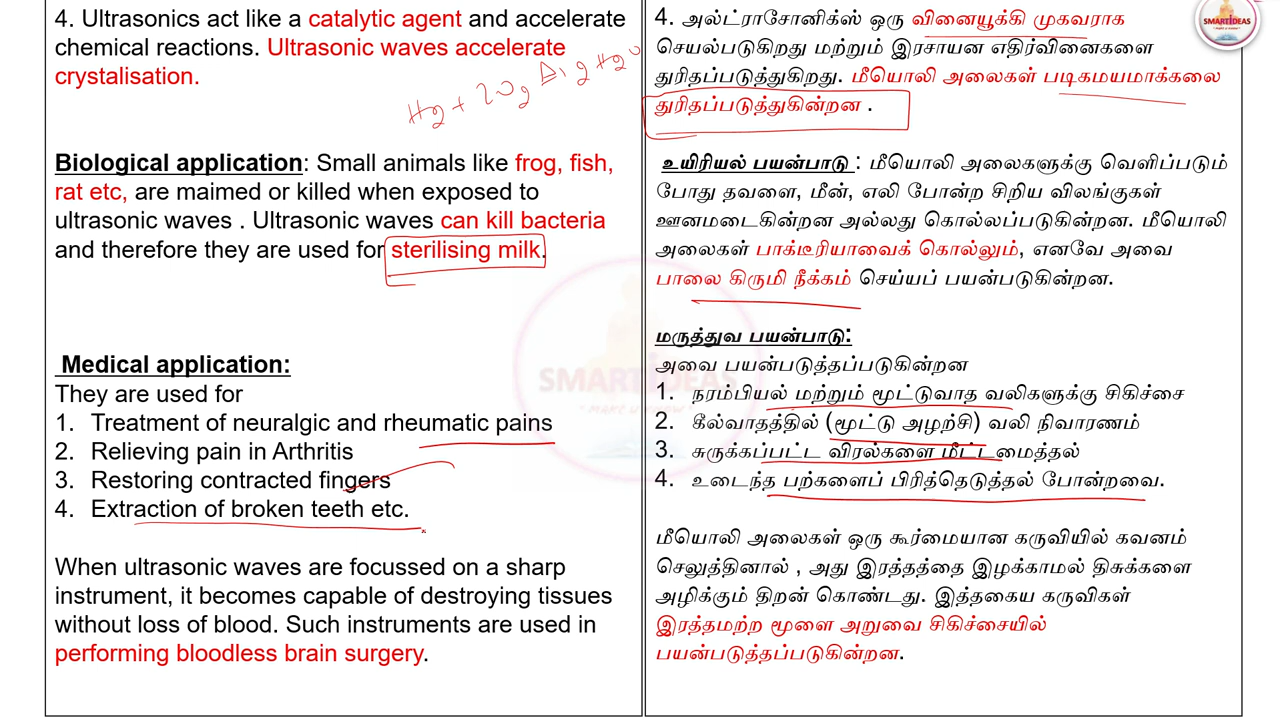 4. Ultrasonics act like a catalytic agent and accelerate
chemical reactions. Ultrasonic waves accelerate
crystalisation.
Biological application: Small animals like frog, fish,
rat etc, are maimed or killed when exposed to
ultrasonic waves . Ultrasonic waves can kill bacteria
and therefore they are used for sterilising milk.
Medical application:
They are used for
1. Treatment of neuralgic and rheumatic pains
2. Relieving pain in Arthritis
3. Restoring contracted fingers
4. Extraction of broken teeth etc.
When ultrasonic waves are focussed on a sharp
instrument, it becomes capable of destroying tissues
without loss of blood. Such instruments are used in
performing bloodless brain surgery.
4. அல்ட்ராசோனிக்ஸ் ஒரு வினையூக்கி முகவராக
செயல்படுகிறது மற்றும் இரசாயன எதிர்வினைகளை
துரிதப்படுத்துகிறது. மீயொலி அலைகள் படிகமயமாக்கலை
துரிதப்படுத்துகின்றன .
உயிரியல் பயன்பாடு : மீயொலி அலைகளுக்கு வெளிப்படும்
போது தவளை, மீன், எலி போன்ற சிறிய விலங்குகள்
ஊனமடைகின்றன அல்லது கொல்லப்படுகின்றன. மீயொலி
அலைகள் பாக்டீரியாவைக் கொல்லும், எனவே அவை
பாலை கிருமி நீக்கம் செய்யப் பயன்படுகின்றன.
மருத்துவ பயன்பாடு:
அவை பயன்படுத்தப்படுகின்றன
1. நரம்பியல் மற்றும் மூட்டுவாத வலிகளுக்கு சிகிச்சை
2. கீல்வாதத்தில் (மூட்டு அழற்சி) வலி நிவாரணம்
3. சுருக்கப்பட்ட விரல்களை மீட்டமைத்தல்
4. உடைந்த பற்களைப் பிரித்தெடுத்தல் போன்றவை.
மீயொலி அலைகள் ஒரு கூர்மையான கருவியில் கவனம்
செலுத்தினால் , அது இரத்தத்தை இழக்காமல் திசுக்களை
அழிக்கும் திறன் கொண்டது. இத்தகைய கருவிகள்
இரத்தமற்ற மூளை அறுவை சிகிச்சையில்
பயன்படுத்தப்படுகின்றன.
SMARTIDEAS
SMARTIDEAS